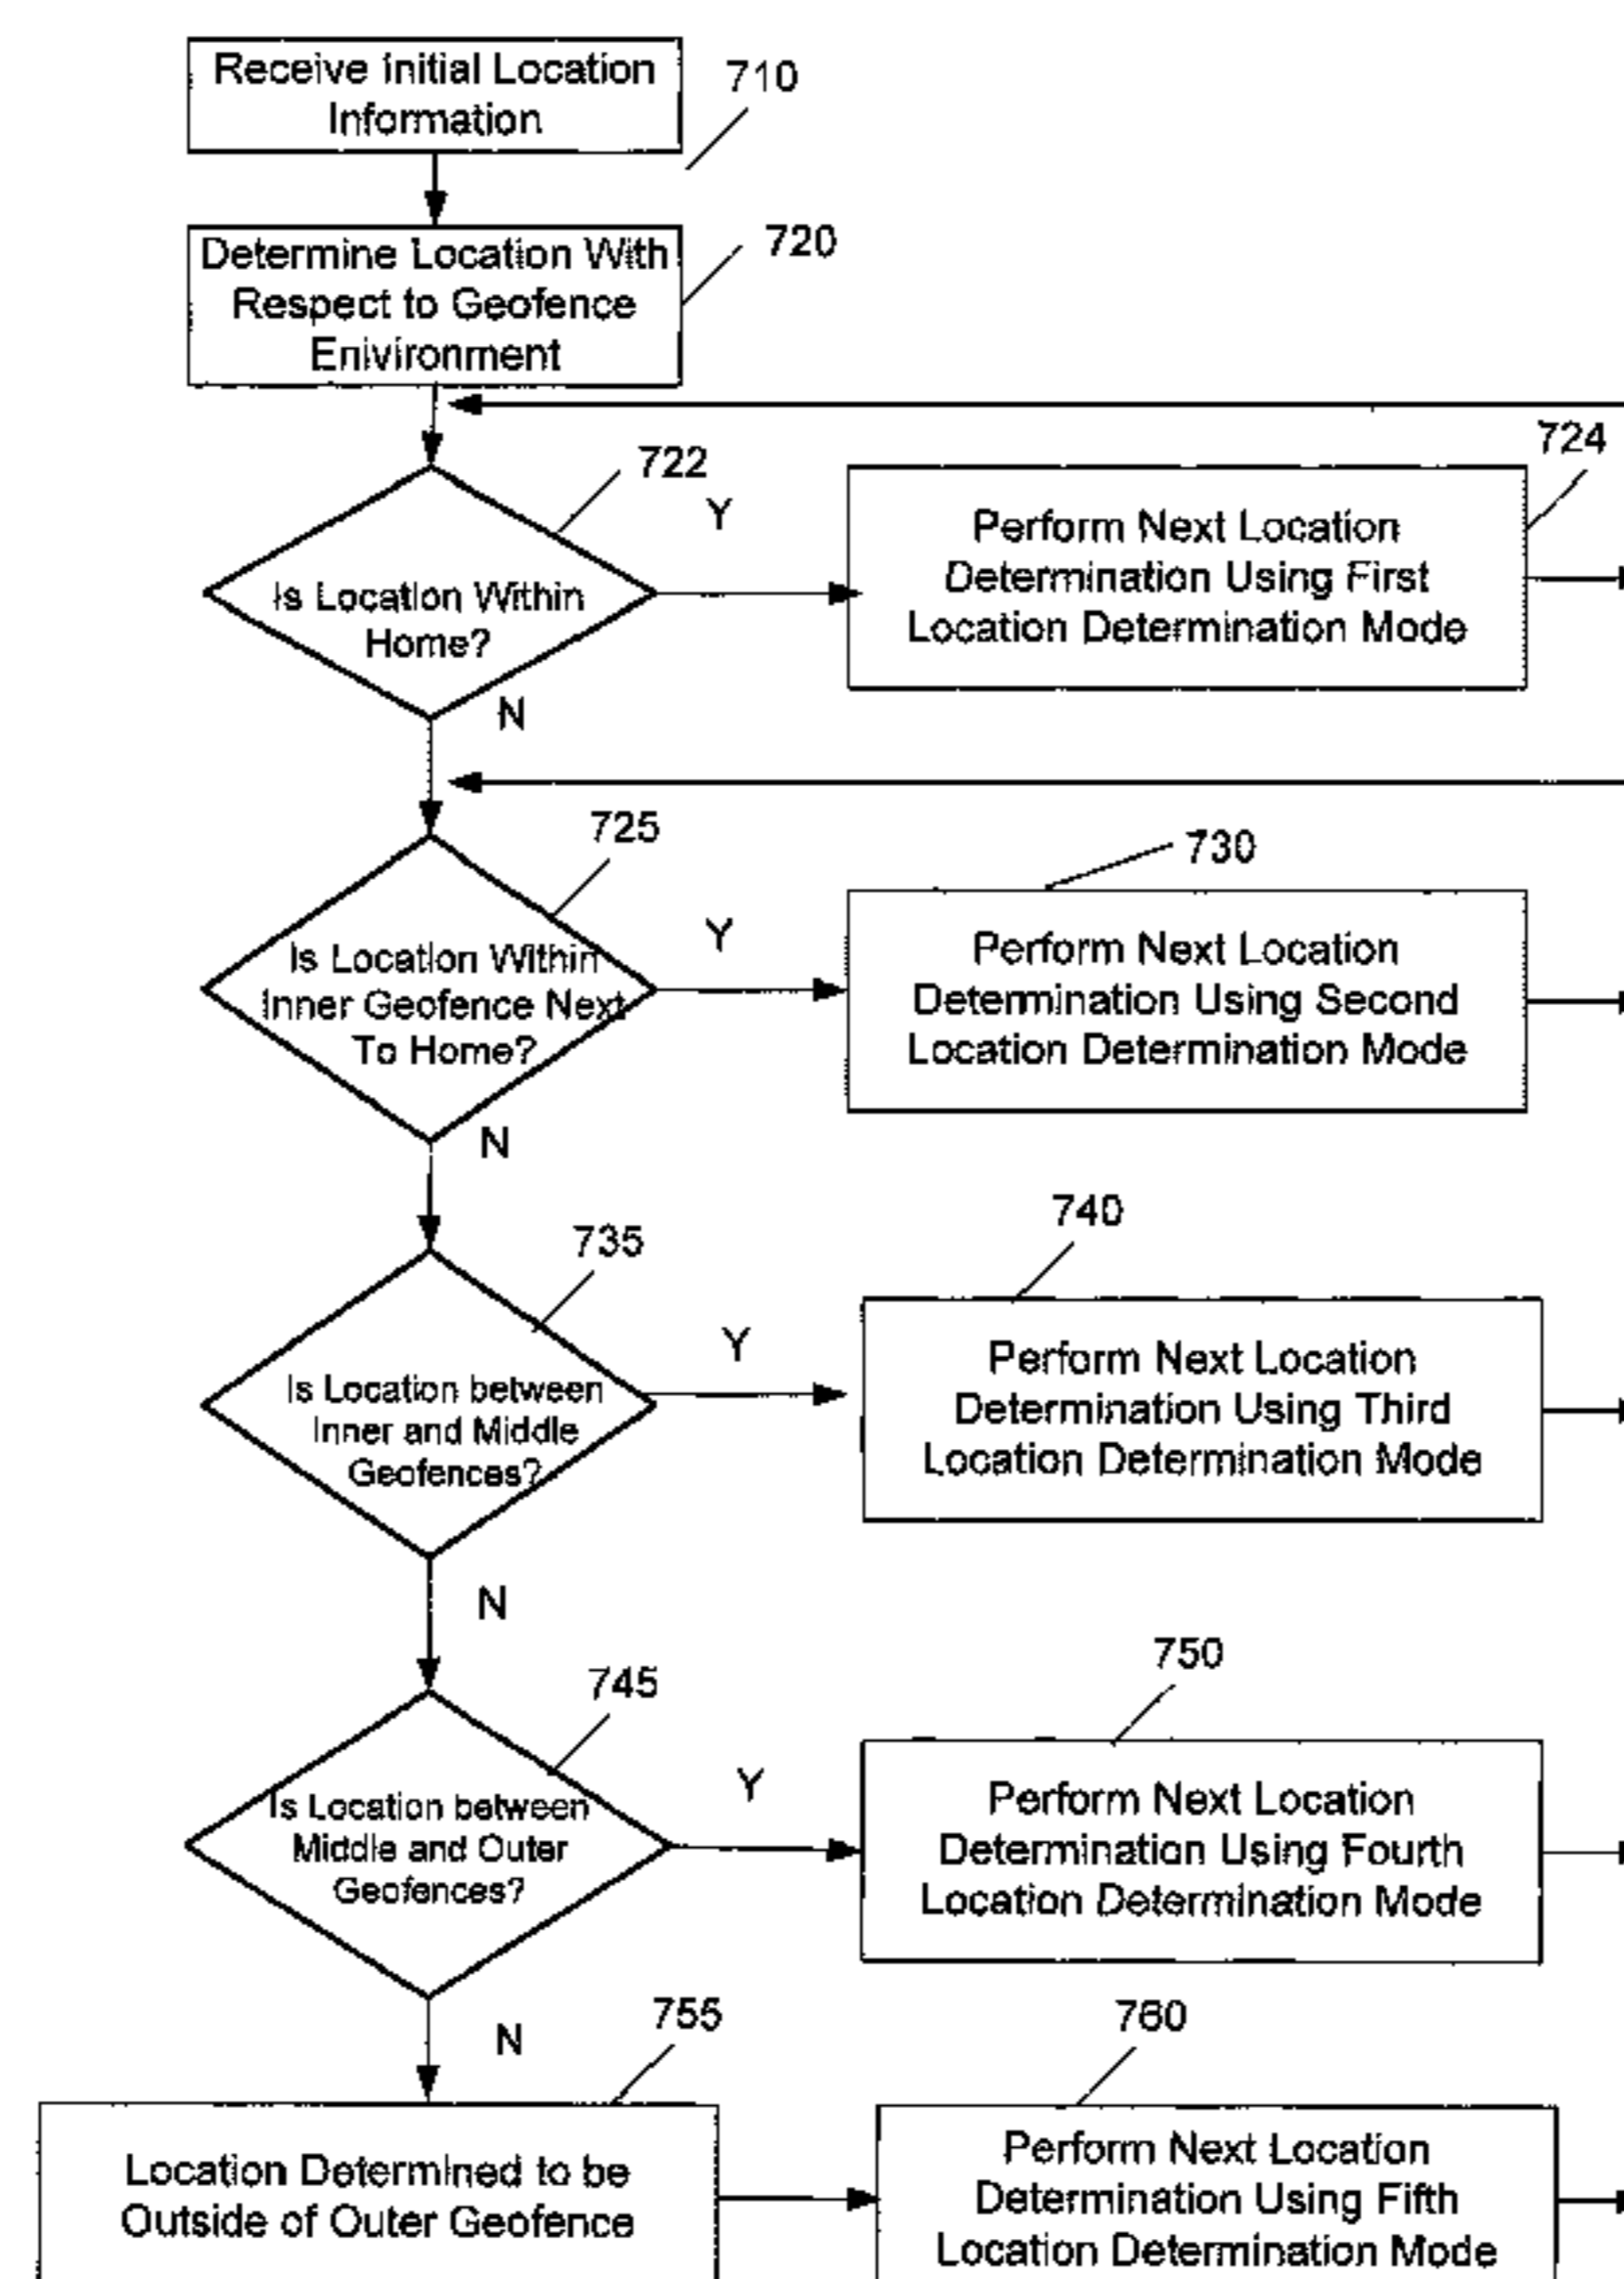 Receive Initial Location
Information
710
Determine Location With
Respect to Geofence
Enivironment
720
722
Is Location Within
Home?
Y
N
724
Perform Next Location
Determination Using First
Location Determination Mode
725
Is Location Within
Inner Geofence Next
To Home?
Y
N
730
Perform Next Location
Determination Using Second
Location Determination Mode
735
Is Location between
Inner and Middle
Geofences?
Y
N
740
Perform Next Location
Determination Using Third
Location Determination Mode
745
Is Location between
Middle and Outer
Geofences?
Y
N
750
Perform Next Location
Determination Using Fourth
Location Determination Mode
755
Location Determined to be
Outside of Outer Geofence
760
Perform Next Location
Determination Using Fifth
Location Determination Mode